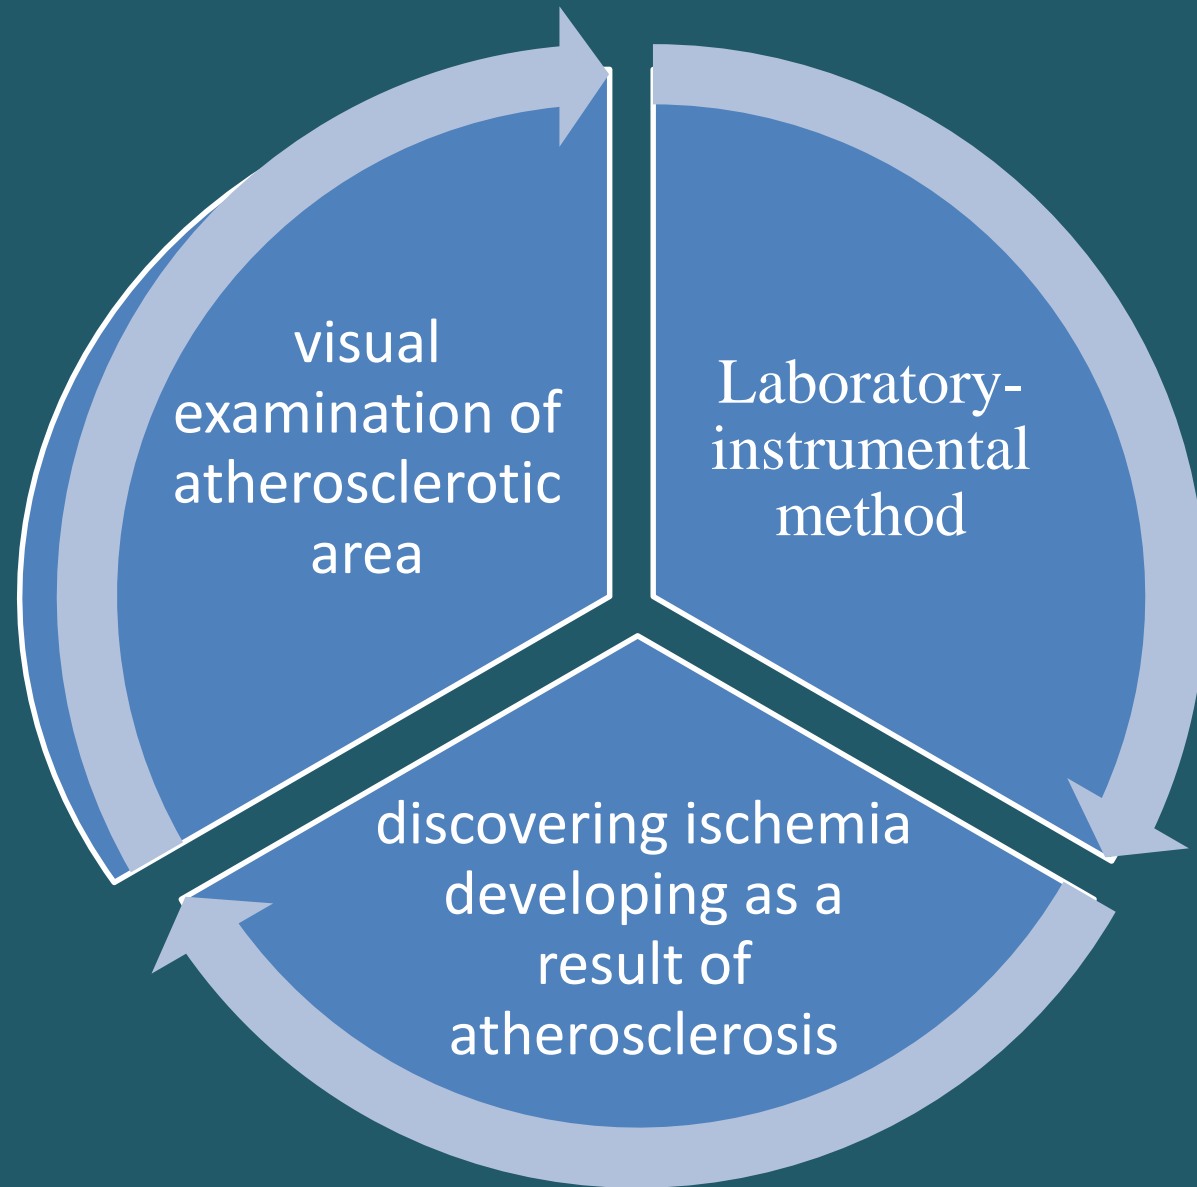 visual
examination of
atherosclerotic
area
Laboratory-
instrumental
method
discovering ischemia
developing as a
result of
atherosclerosis